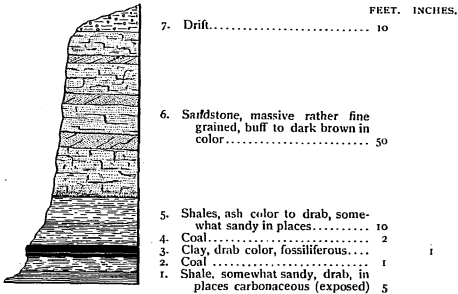 FEET. INCHES.
7. Drift............................ 10
6. Sandstone, massive rather fine
grained, buff to dark brown in
color......................... 50
5. Shales, ash color to drab, some-
what sandy in places.......... 10
4. Coal............................ 2
3. Clay, drab color, fossiliferous.... 1
2. Coal ........................... 1
1. Shale, somewhat sandy, drab, in
places carbonaceous (exposed) 5